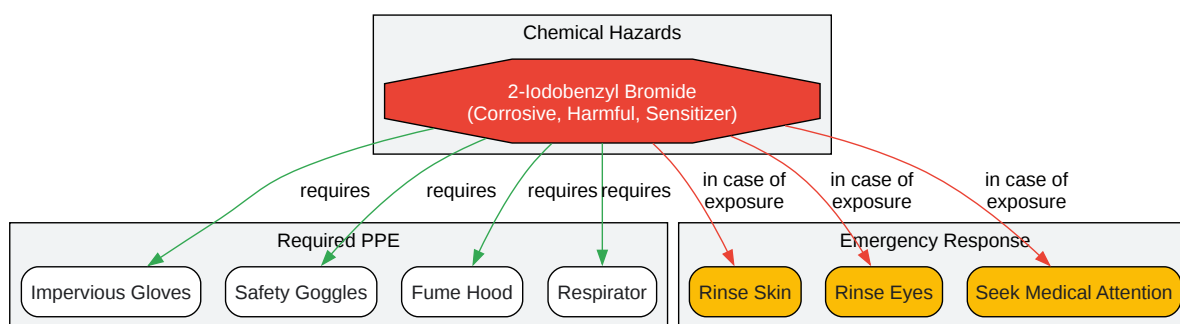 Chemical Hazards
2-Iodobenzyl Bromide
(Corrosive, Harmful, Sensitizer)
requires
requires
requires
requires
in case of
exposure
in case of
exposure
in case of
exposure
Required PPE
Emergency Response
Impervious Gloves
Safety Goggles
Fume Hood
Respirator
Rinse Skin
Rinse Eyes
Seek Medical Attention